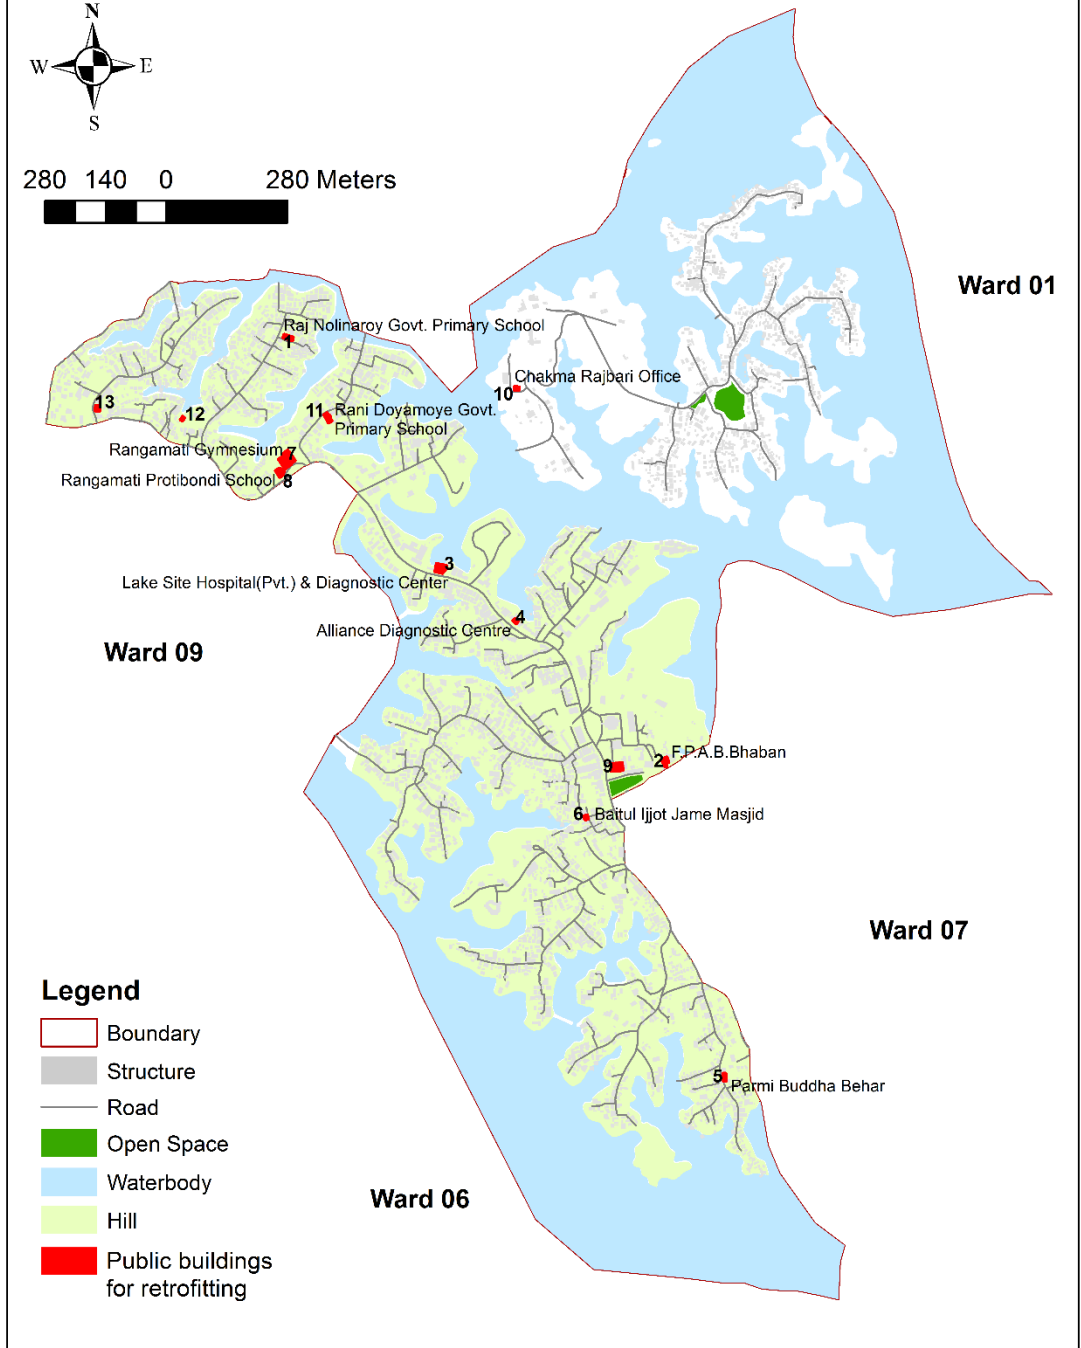 N
W E
S
280 140 0 280 Meters
Ward 01
Raj Nolinaroy Govt. Primary School
1
Chakma Rajbari Office
10
13
12
11 Rani Doyamoye Govt.
Primary School
Rangamati Gymnesium 7
Rangamati Protibondi School 8
3
Lake Site Hospital(Pvt.) & Diagnostic Center
4
Alliance Diagnostic Centre
Ward 09
2 F.P.A.B.Bhaban
9
6 Baitul Ijjot Jame Masjid
Ward 07
5 Parmi Buddha Behar
Ward 06
Legend
Boundary
Structure
Road
Open Space
Waterbody
Hill
Public buildings
for retrofitting